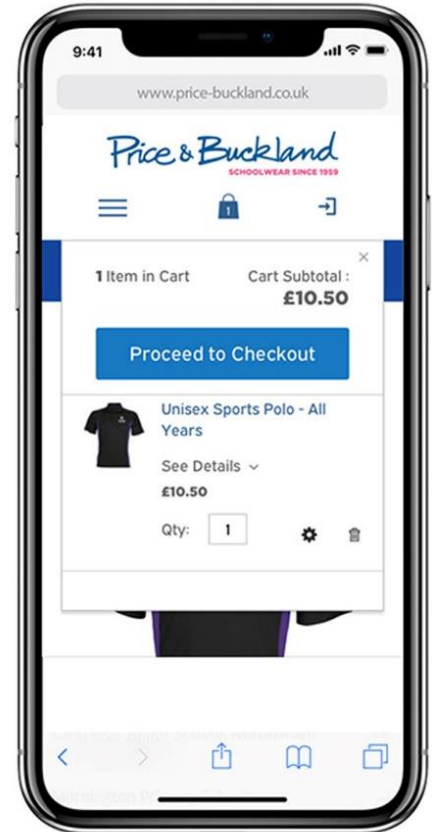 9:41
www.price-buckland.co.uk
Price & Buckland
SCHOOLWEAR SINCE 1959
1
1 Item in Cart
Cart Subtotal :
£10.50
Proceed to Checkout
Unisex Sports Polo - All
Years
See Details
£10.50
Qty: 1